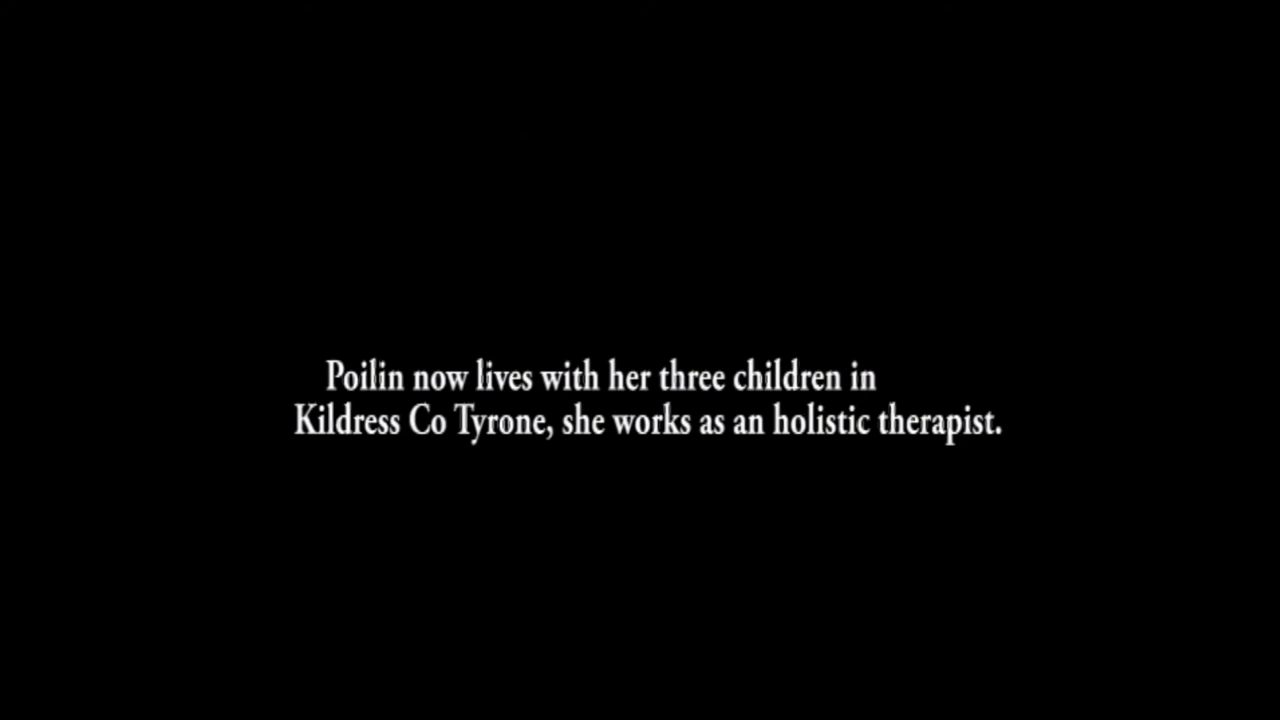 Poilin now lives with her three children in
Kildress Co Tyrone, she works as an holistic therapist.